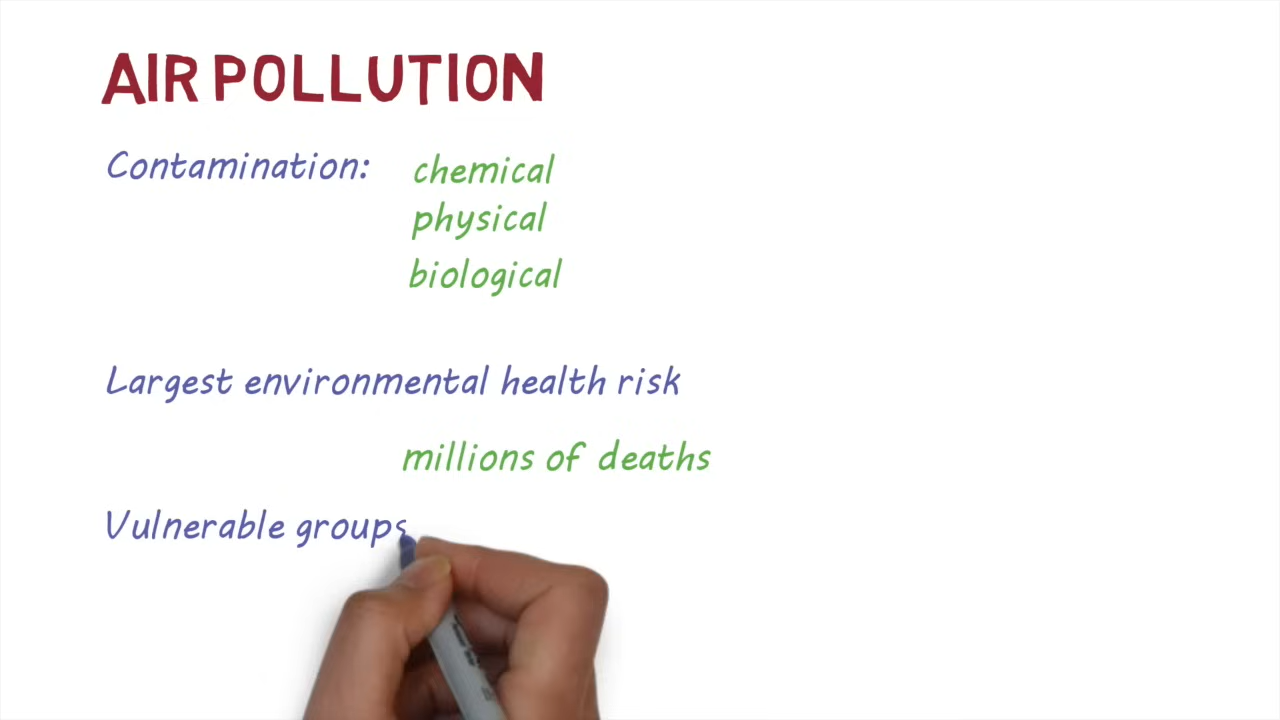 AIR POLLUTION
Contamination: chemical
physical
biological
Largest environmental health risk
millions of deaths
Vulnerable groups